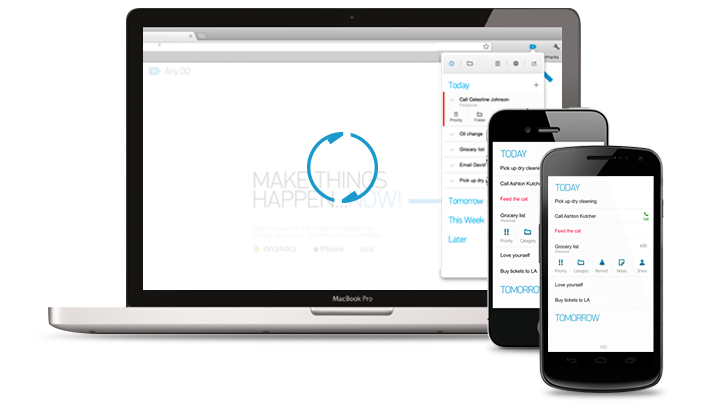 Any.DO
MAKE THINGS
HAPPEN...NOW!
ANDROID
iPhone
Today
Call Celestine Johnson
Personal
Priority
Folder
Oil change
Grocery list
Email David
Pick up dry
Tomorrow
This Week
Later
MacBook Pro
TODAY
Pick up dry cleaning
Call Ashton Kutcher
Feed the cat
Grocery list
Personal
Priority
Category
Love yourself
Buy tickets to LA
TOMORROW
TODAY
Pick up dry cleaning
Call Ashton Kutcher
Call
Feed the cat
Grocery list
edit
Personal
Priority
Category
Remind
Notes
Share
Love yourself
Buy tickets to LA
TOMORROW